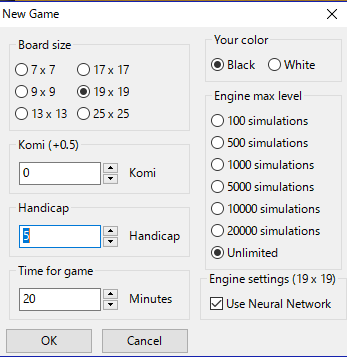 New Game
Board size
7 x 7 17 x 17
9 x 9 19 x 19
13 x 13 25 x 25
Komi (+0.5)
0 Komi
Handicap
5 Handicap
Time for game
20 Minutes
OK Cancel
Your color
Black White
Engine max level
100 simulations
500 simulations
1000 simulations
5000 simulations
10000 simulations
20000 simulations
Unlimited
Engine settings (19 x 19)
Use Neural Network